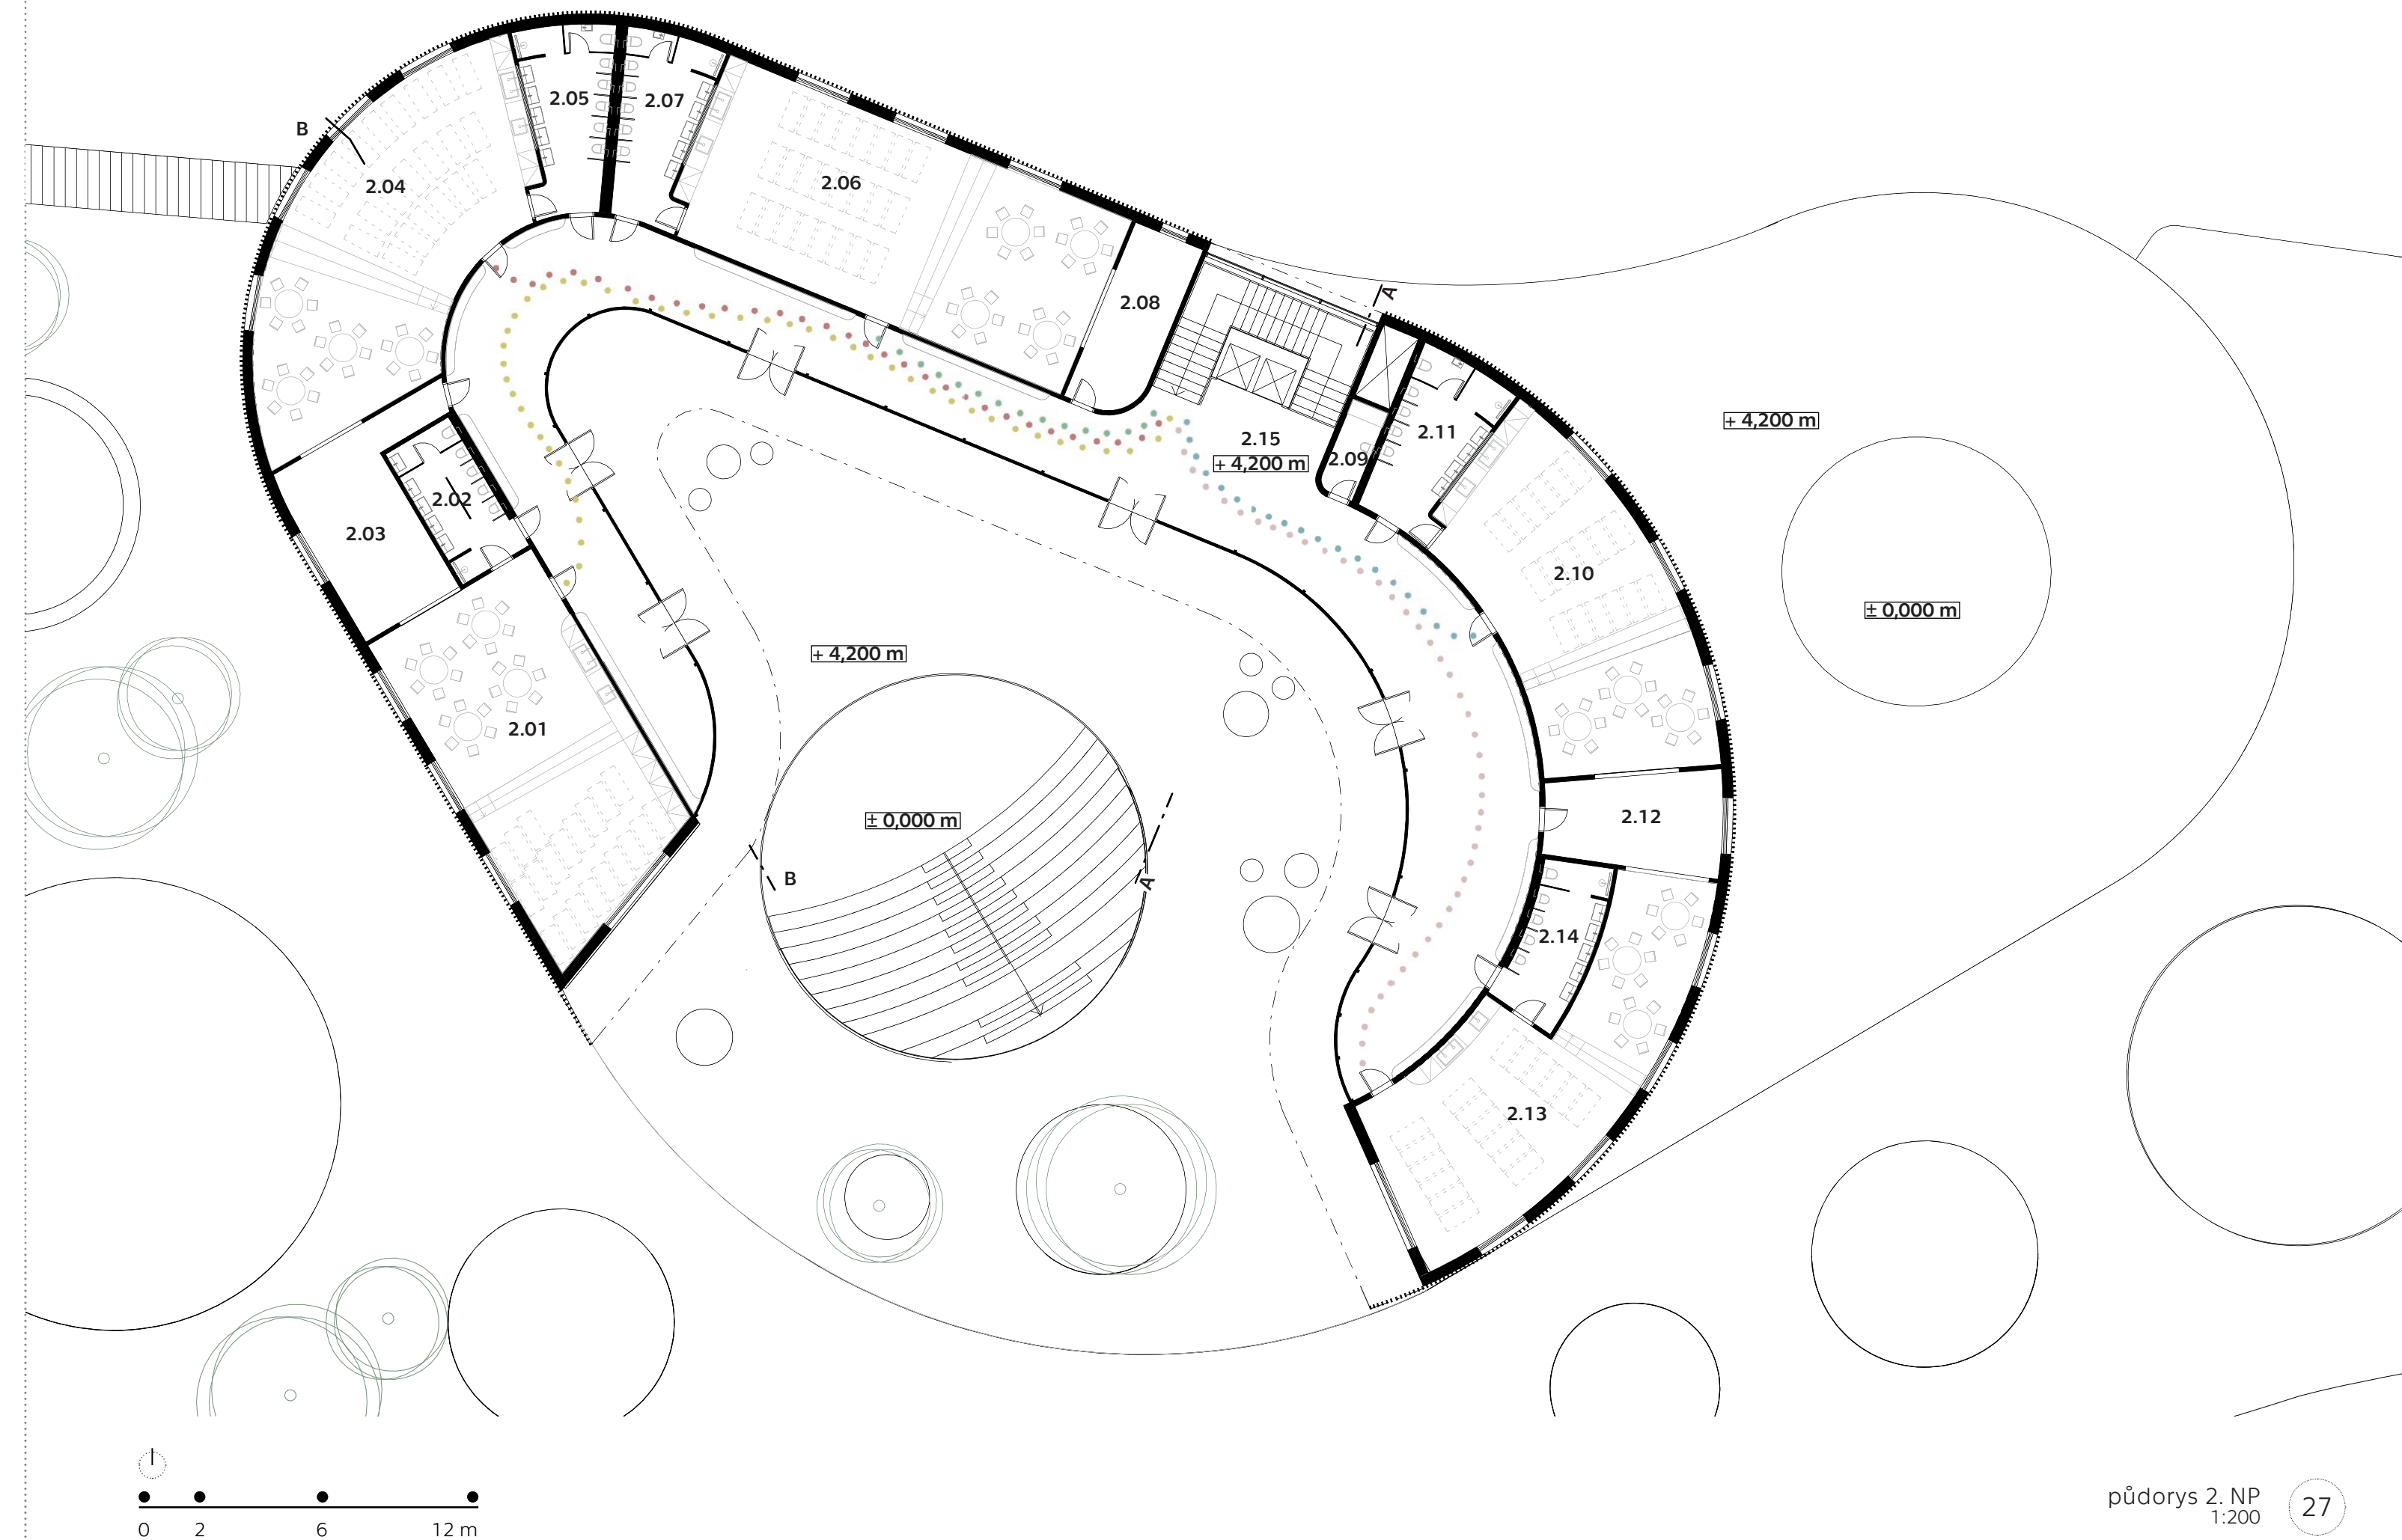 2.05
2.07
B
2.04
2.06
A
2.08
2.15
+ 4,200 m
2.09
2.11
+ 4,200 m
2.02
2.03
2.10
± 0,000 m
+ 4,200 m
2.01
± 0,000 m
2.12
B
A
2.14
2.13
0 2 6 12 m
půdorys 2. NP
1:200
27